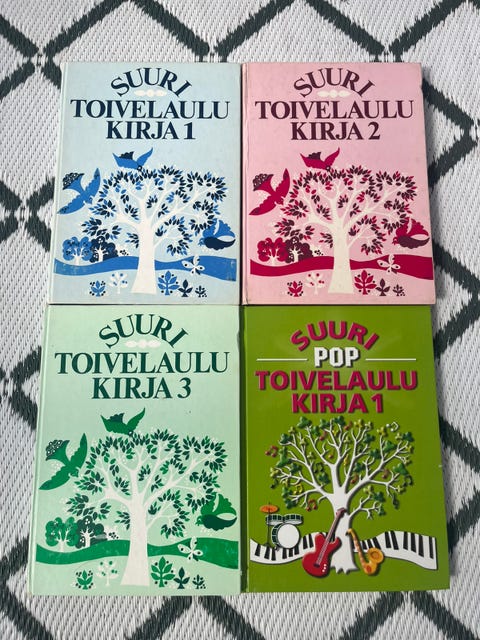 SUURI
TOIVELAULU
KIRJA 1
SUURI
TOIVELAULU
KIRJA 2
SUURI
TOIVELAULU
KIRJA 3
SUURI
POP
TOIVELAULU
KIRJA 1